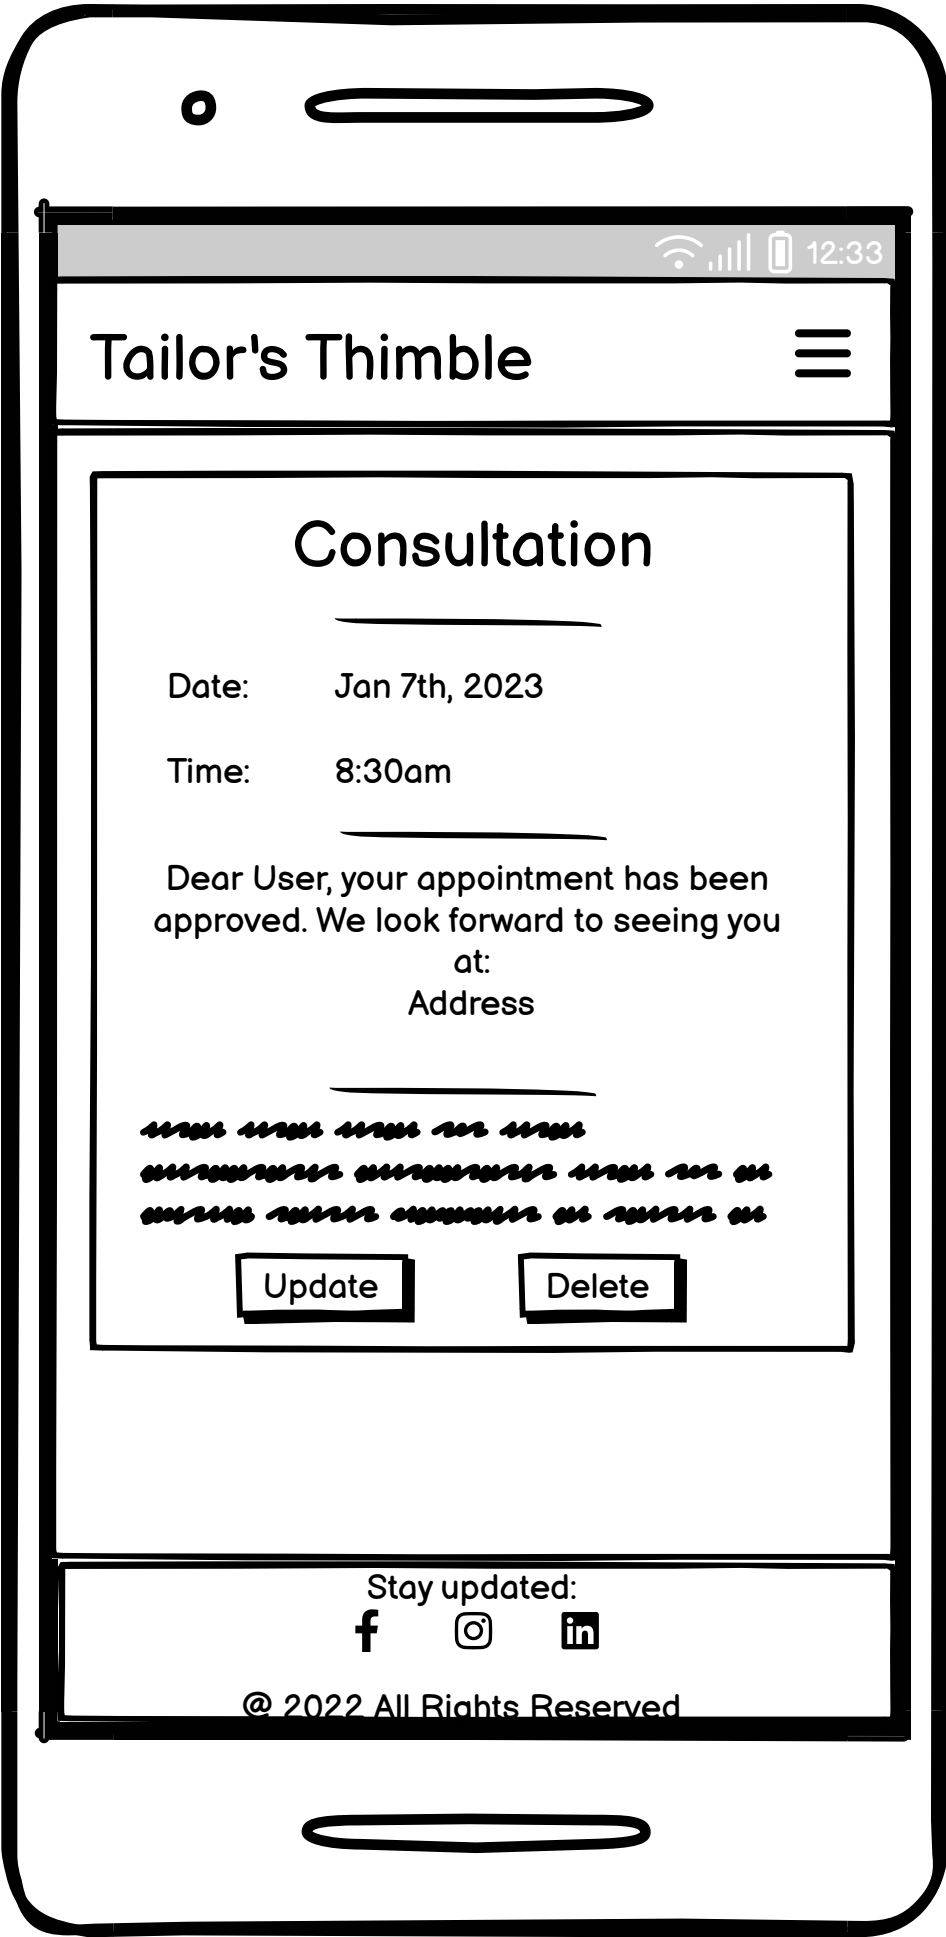 12:33
Tailor's Thimble
Consultation
Date: Jan 7th, 2023
Time: 8:30am
Dear User, your appointment has been
approved. We look forward to seeing you
at:
Address
Update Delete
Stay updated:
@ 2022 All Rights Reserved